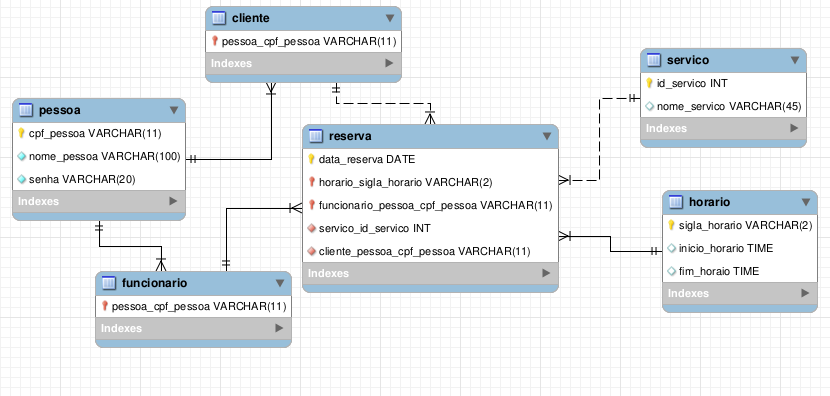 cliente
pessoa_cpf_pessoa VARCHAR(11)
Indexes
pessoa
cpf_pessoa VARCHAR(11)
nome_pessoa VARCHAR(100)
senha VARCHAR(20)
Indexes
funcionario
pessoa_cpf_pessoa VARCHAR(11)
Indexes
reserva
data_reserva DATE
horario_sigla_horario VARCHAR(2)
funcionario_pessoa_cpf_pessoa VARCHAR(11)
servico_id_servico INT
cliente_pessoa_cpf_pessoa VARCHAR(11)
Indexes
servico
id_servico INT
nome_servico VARCHAR(45)
Indexes
horario
sigla_horario VARCHAR(2)
inicio_horario TIME
fim_horaio TIME
Indexes